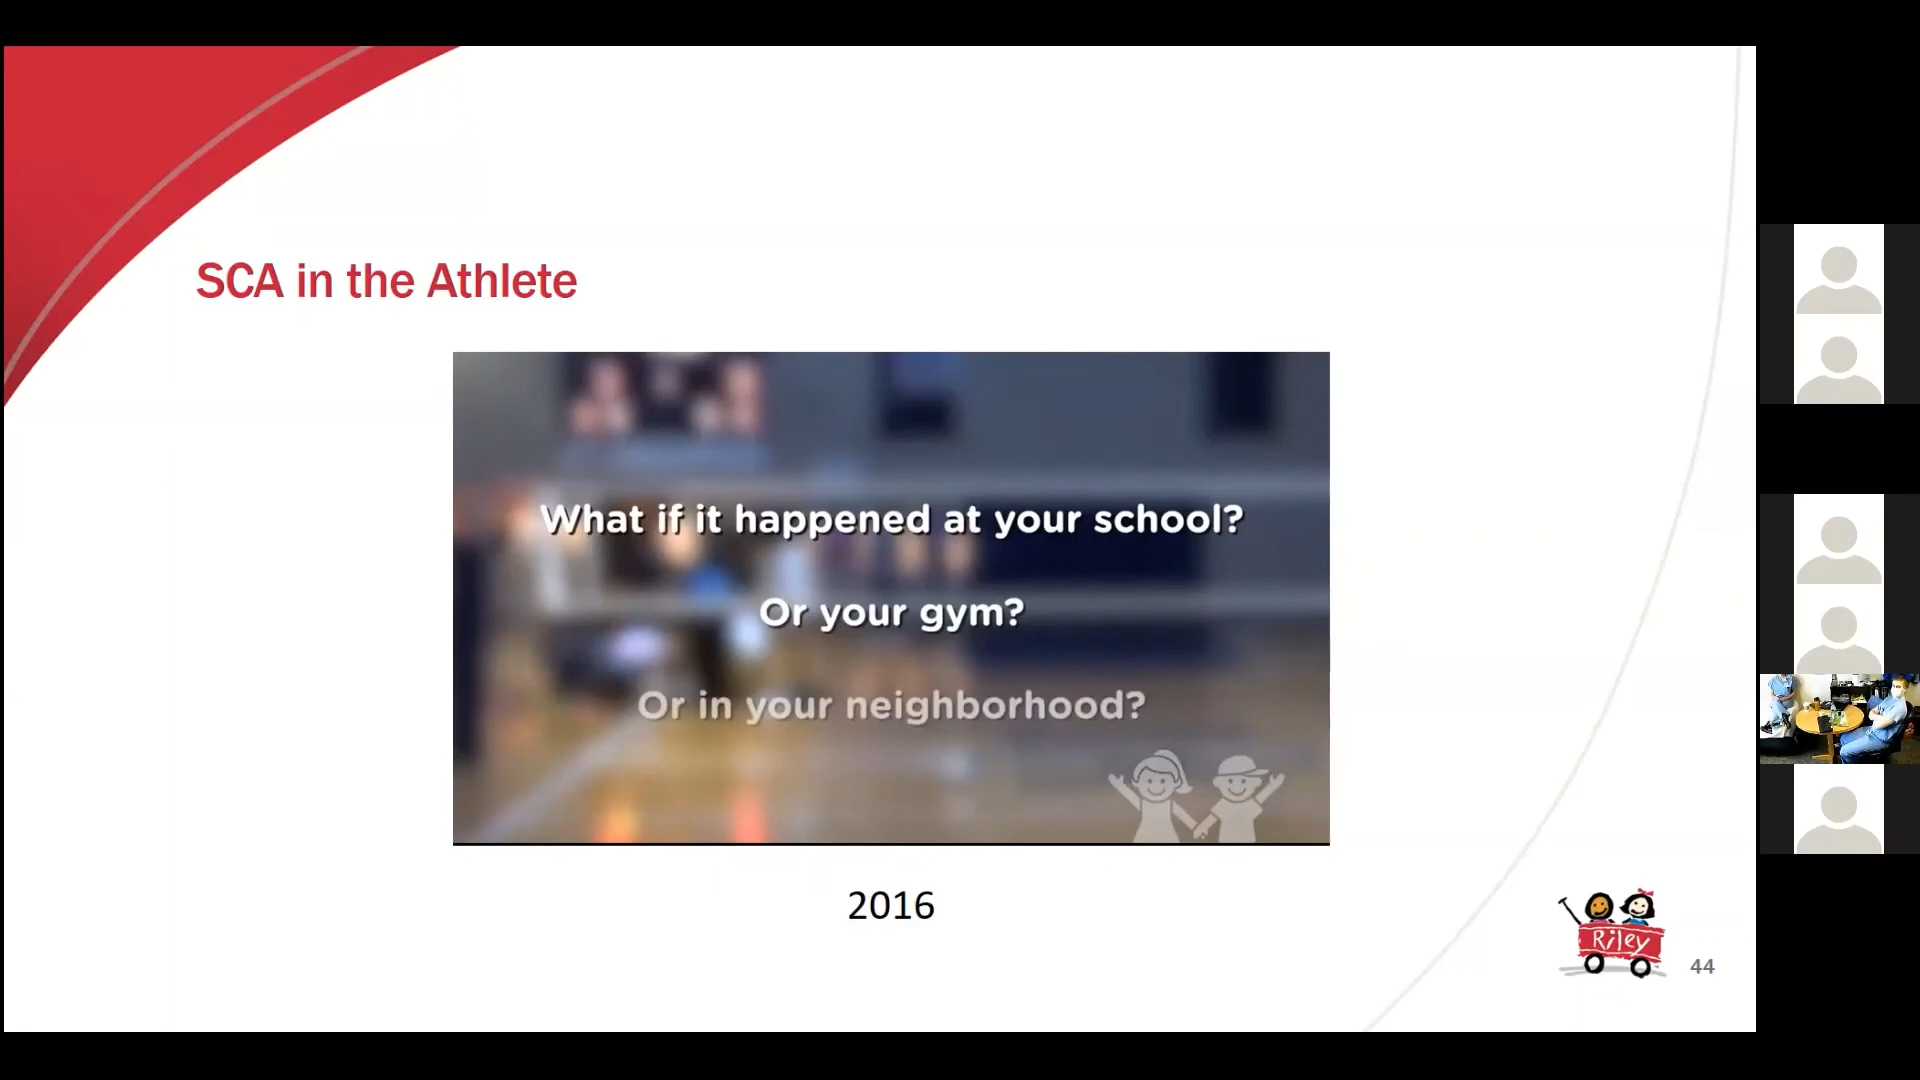 SCA in the Athlete
What if it happened at your school?
Or your gym?
Or in your neighborhood?
2016
Riley
44